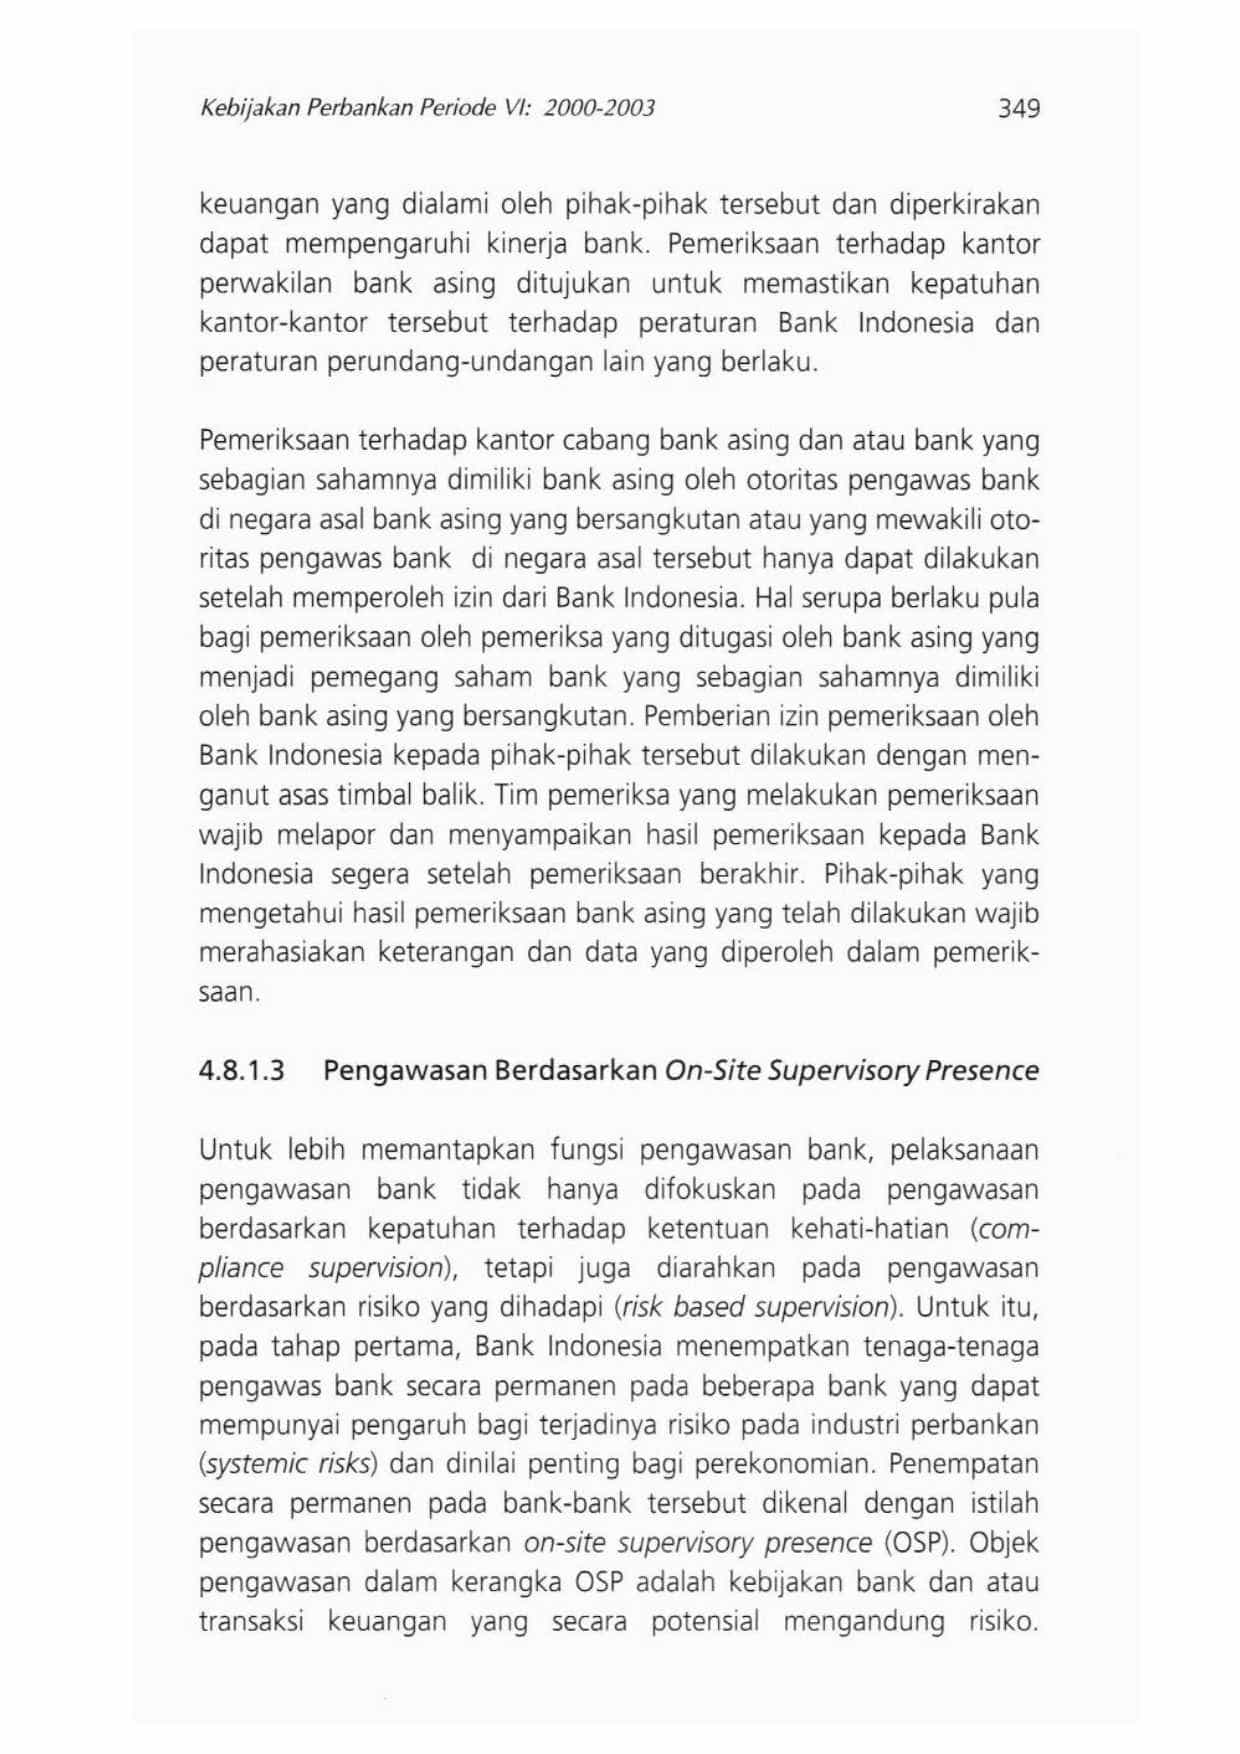 Kebijakan Perbankan Periode VI: 2000-2003 349
keuangan yang dialami oleh pihak-pihak tersebut dan diperkirakan
dapat mempengaruhi kinerja bank. Pemeriksaan terhadap kantor
perwakilan bank asing ditujukan untuk memastikan kepatuhan
kantor-kantor tersebut terhadap peraturan Bank Indonesia dan
peraturan perundang-undangan lain yang berlaku.
Pemeriksaan terhadap kantor cabang bank asing dan atau bank yang
sebagian sahamnya dimiliki bank asing oleh otoritas pengawas bank
di negara asal bank asing yang bersangkutan atau yang mewakili oto-
ritas pengawas bank di negara asal tersebut hanya dapat dilakukan
setelah memperoleh izin dari Bank Indonesia. Hal serupa berlaku pula
bagi pemeriksaan oleh pemeriksa yang ditugasi oleh bank asing yang
menjadi pemegang saham bank yang sebagian sahamnya dimiliki
oleh bank asing yang bersangkutan. Pemberian izin pemeriksaan oleh
Bank Indonesia kepada pihak-pihak tersebut dilakukan dengan men-
ganut asas timbal balik. Tim pemeriksa yang melakukan pemeriksaan
wajib melapor dan menyampaikan hasil pemeriksaan kepada Bank
Indonesia segera setelah pemeriksaan berakhir. Pihak-pihak yang
mengetahui hasil pemeriksaan bank asing yang telah dilakukan wajib
merahasiakan keterangan dan data yang diperoleh dalam pemerik-
saan.
4.8.1.3 Pengawasan Berdasarkan On-Site Supervisory Presence
Untuk lebih memantapkan fungsi pengawasan bank, pelaksanaan
pengawasan bank tidak hanya difokuskan pada pengawasan
berdasarkan kepatuhan terhadap ketentuan kehati-hatian (com-
pliance supervision), tetapi juga diarahkan pada pengawasan
berdasarkan risiko yang dihadapi (risk based supervision). Untuk itu,
pada tahap pertama, Bank Indonesia menempatkan tenaga-tenaga
pengawas bank secara permanen pada beberapa bank yang dapat
mempunyai pengaruh bagi terjadinya risiko pada industri perbankan
(systemic risks) dan dinilai penting bagi perekonomian. Penempatan
secara permanen pada bank-bank tersebut dikenal dengan istilah
pengawasan berdasarkan on-site supervisory presence (OSP). Objek
pengawasan dalam kerangka OSP adalah kebijakan bank dan atau
transaksi keuangan yang secara potensial mengandung risiko.